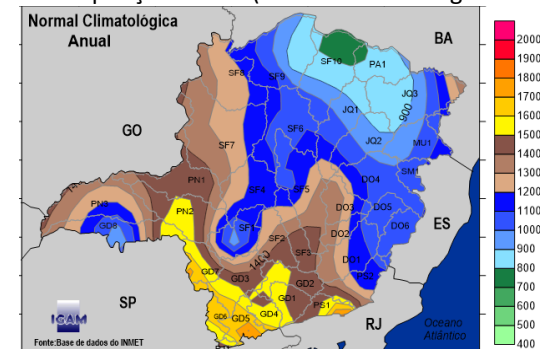 Normal Climatológica
Anual
BA
GO
ES
SP
RJ
Oceano
Atlântico
SF10
PA1
SF8
SF9
JQ3
900
JQ1
SF6
SF7
JQ2
MU1
SM1
PN1
SF4
SF5
DO4
PN3
PN2
DO3
DO5
GD8
SF1
SF2
DO2
DO6
1400
SF3
DO1
GD7
GD3
GD2
PS2
GD1
PS1
GD6
GD5
GD4
IGAM
Fonte:Base de dados do INMET
2000
1900
1800
1700
1600
1500
1400
1300
1200
1100
1000
900
800
700
600
500
400